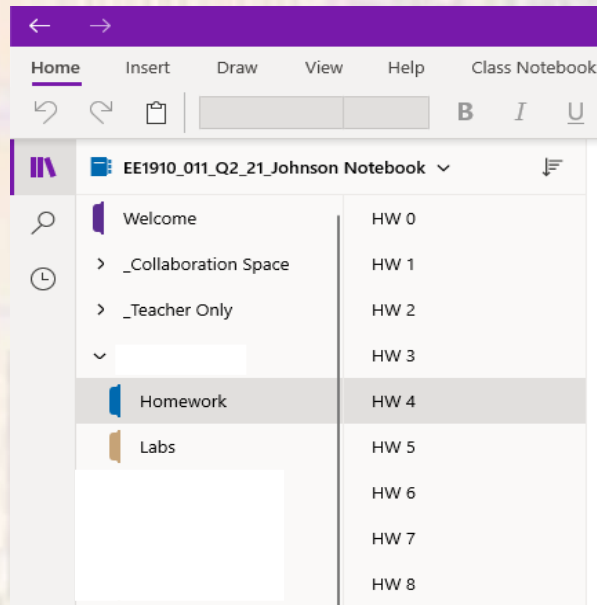 Home Insert Draw View Help Class Notebook
B I U
EE1910_011_Q2_21_Johnson Notebook
Welcome
_Collaboration Space
_Teacher Only
Homework
Labs
HW 0
HW 1
HW 2
HW 3
HW 4
HW 5
HW 6
HW 7
HW 8